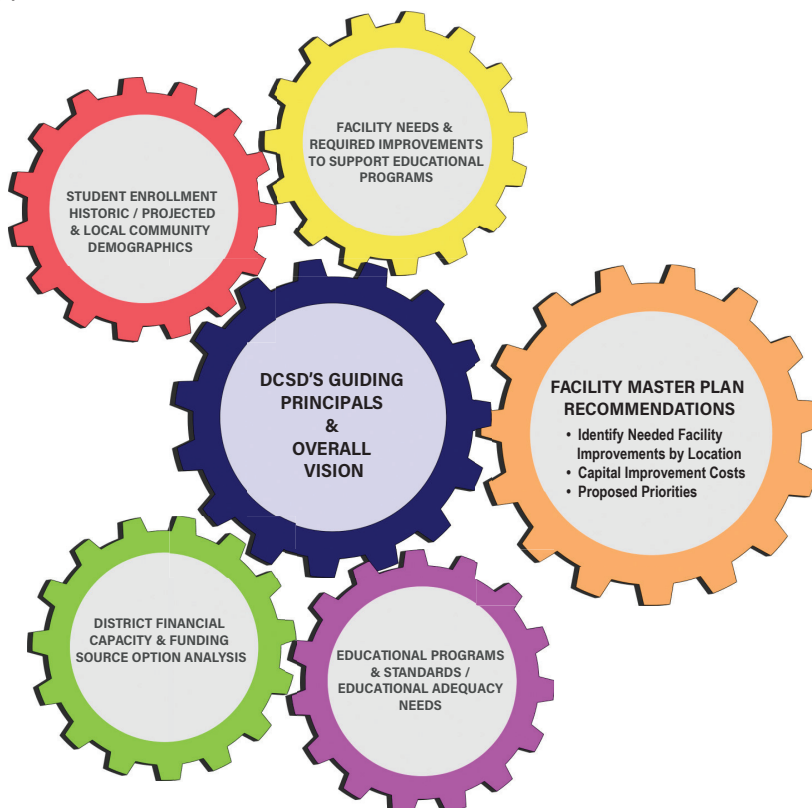 FACILITY NEEDS &
REQUIRED IMPROVEMENTS
TO SUPPORT EDUCATIONAL
PROGRAMS
STUDENT ENROLLMENT
HISTORIC / PROJECTED
& LOCAL COMMUNITY
DEMOGRAPHICS
DCSD'S GUIDING
PRINCIPALS
&
OVERALL
VISION
FACILITY MASTER PLAN
RECOMMENDATIONS
• Identify Needed Facility
Improvements by Location
• Capital Improvement Costs
• Proposed Priorities
DISTRICT FINANCIAL
CAPACITY & FUNDING
SOURCE OPTION ANALYSIS
EDUCATIONAL PROGRAMS
& STANDARDS /
EDUCATIONAL ADEQUACY
NEEDS